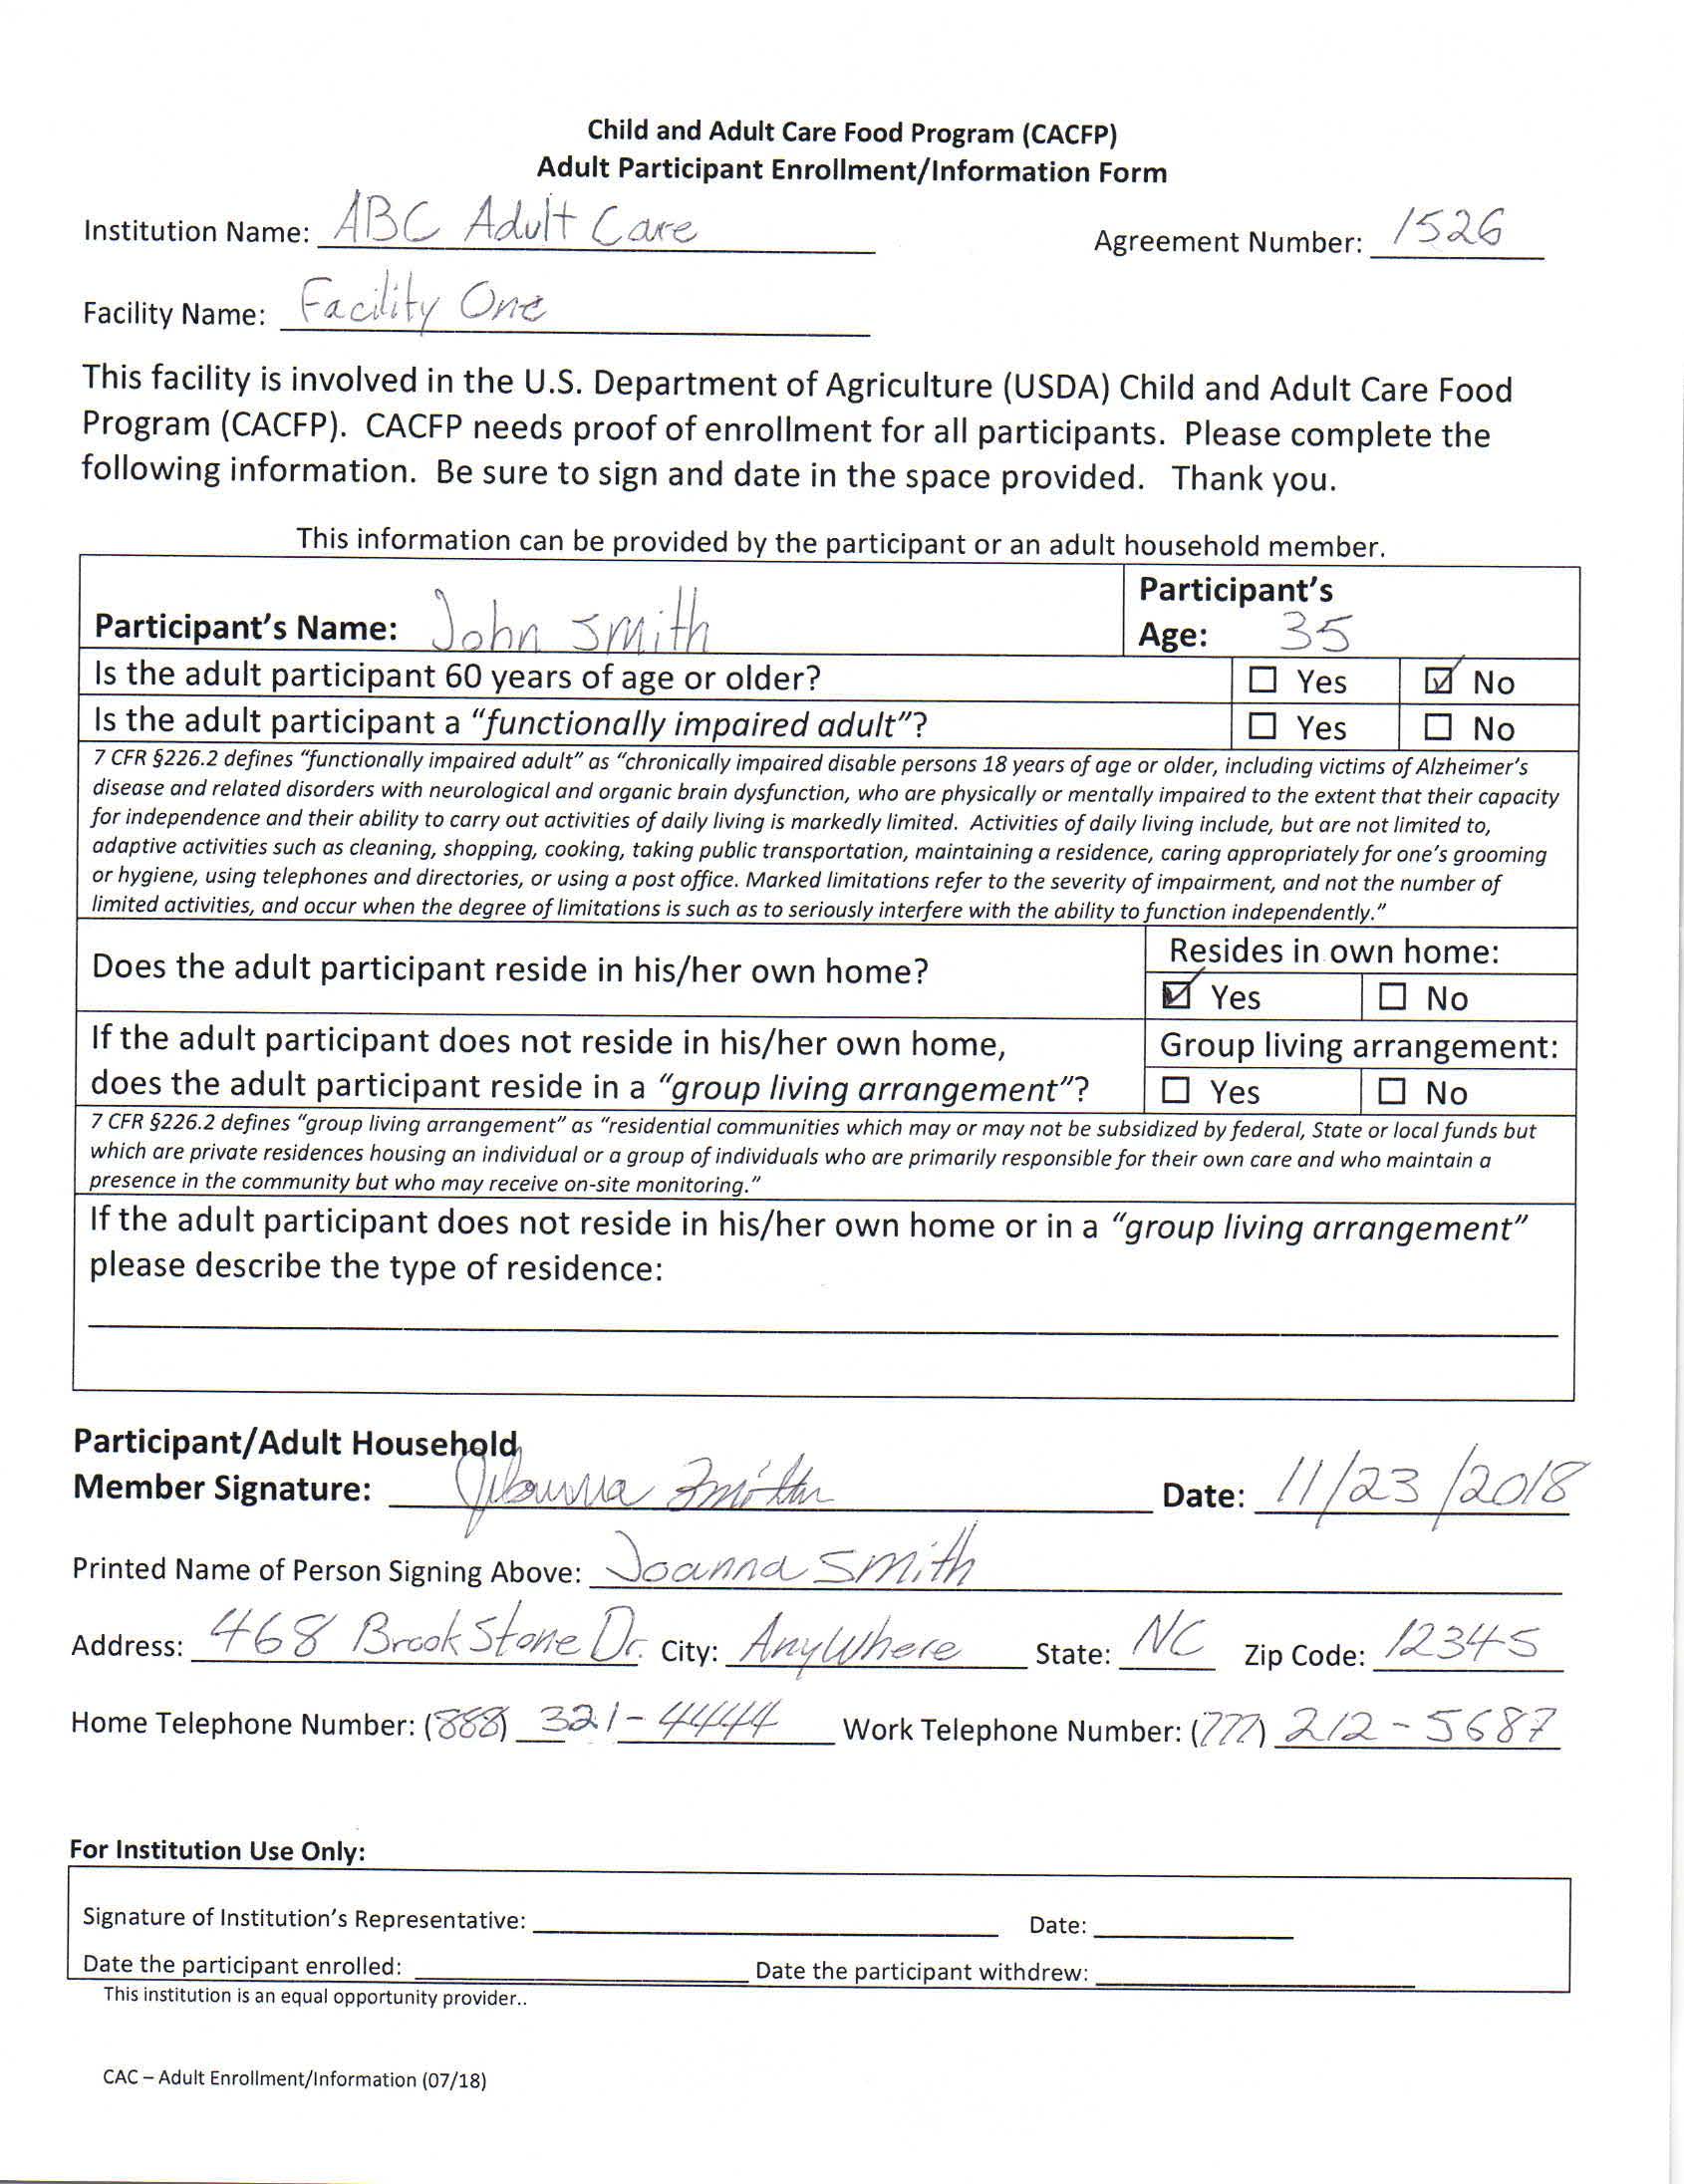 Child and Adult Care Food Program (CACFP)
Adult Participant Enrollment/Information Form
Institution Name: ABC Adult Care Agreement Number: 1526
Facility Name: Facility One
This facility is involved in the U.S. Department of Agriculture (USDA) Child and Adult Care Food
Program (CACFP). CACFP needs proof of enrollment for all participants. Please complete the
following information. Be sure to sign and date in the space provided. Thank you.
This information can be provided by the participant or an adult household member.
Participant's Name: John Smith Participant's
Age: 35
Is the adult participant 60 years of age or older? ☐ Yes ☑ No
Is the adult participant a "functionally impaired adult"? ☐ Yes ☐ No
7 CFR §226.2 defines "functionally impaired adult" as "chronically impaired disable persons 18 years of age or older, including victims of Alzheimer's
disease and related disorders with neurological and organic brain dysfunction, who are physically or mentally impaired to the extent that their capacity
for independence and their ability to carry out activities of daily living is markedly limited. Activities of daily living include, but are not limited to,
adaptive activities such as cleaning, shopping, cooking, taking public transportation, maintaining a residence, caring appropriately for one's grooming
or hygiene, using telephones and directories, or using a post office. Marked limitations refer to the severity of impairment, and not the number of
limited activities, and occur when the degree of limitations is such as to seriously interfere with the ability to function independently."
Does the adult participant reside in his/her own home? Resides in own home:
☑ Yes ☐ No
If the adult participant does not reside in his/her own home, Group living arrangement:
does the adult participant reside in a "group living arrangement"? ☐ Yes ☐ No
7 CFR §226.2 defines "group living arrangement" as "residential communities which may or may not be subsidized by federal, State or local funds but
which are private residences housing an individual or a group of individuals who are primarily responsible for their own care and who maintain a
presence in the community but who may receive on-site monitoring."
If the adult participant does not reside in his/her own home or in a "group living arrangement"
please describe the type of residence:
Participant/Adult Household
Member Signature: Johanna Smith Date: 11/23/2018
Printed Name of Person Signing Above: Joanna Smith
Address: 468 BrookStone Dr. City: AnyWhere State: NC Zip Code: 12345
Home Telephone Number: (888) 321-4444 Work Telephone Number: (777) 212-5687
For Institution Use Only:
Signature of Institution's Representative: Date:
Date the participant enrolled: Date the participant withdrew:
This institution is an equal opportunity provider..
CAC – Adult Enrollment/Information (07/18)